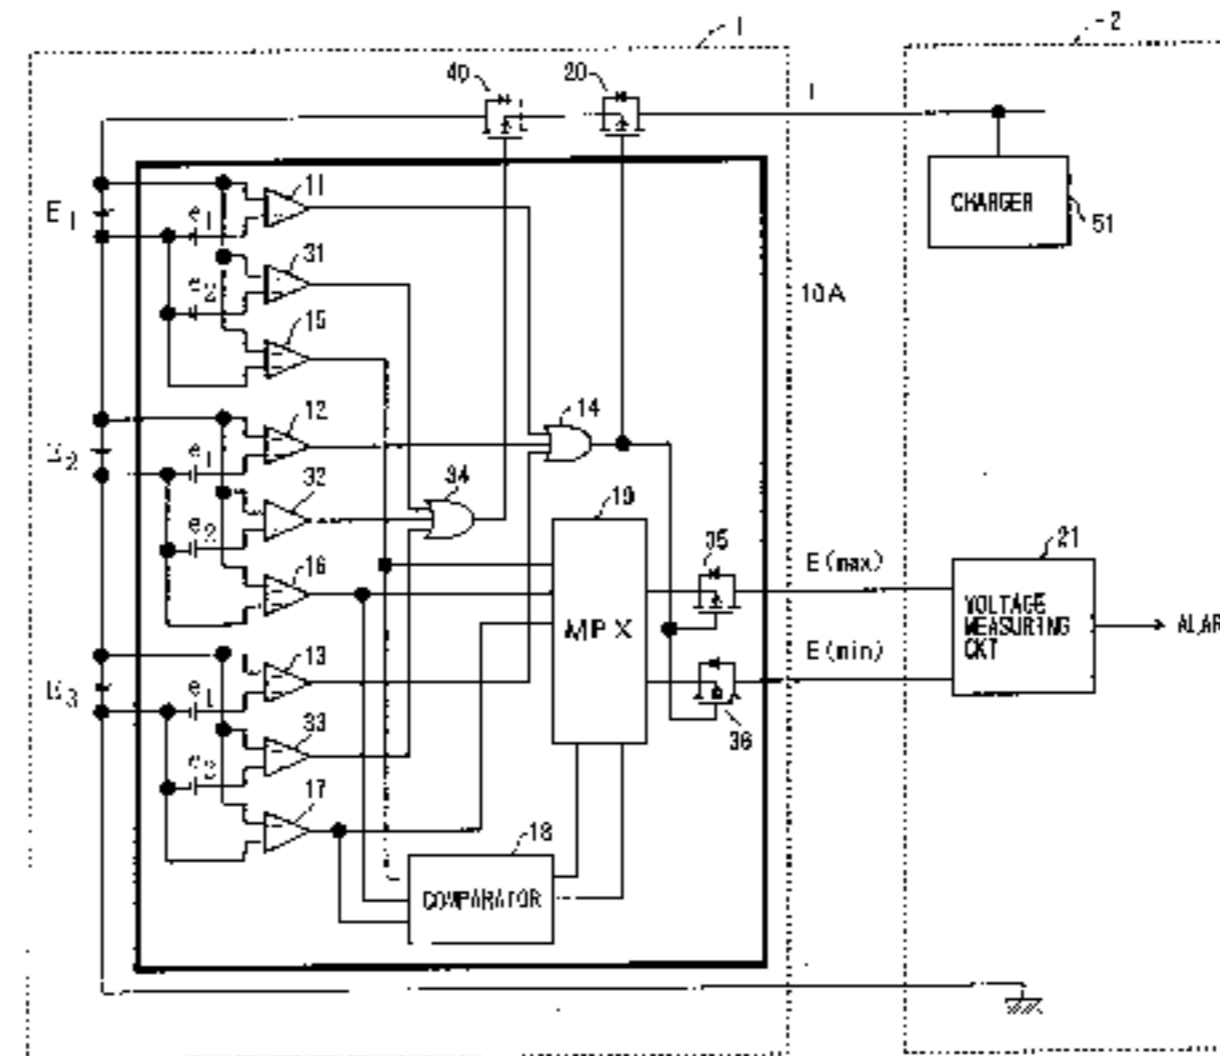 1
2
40
20
I
11
E1
e1
CHARGER
51
31
e2
10A
15
12
14
E2
e1
34
32
19
e2
35
21
16
E(max)
VOLTAGE
MEASURING
CKT
MPX
ALAR
E(min)
13
E3
e1
33
36
e2
17
18
COMPARATOR